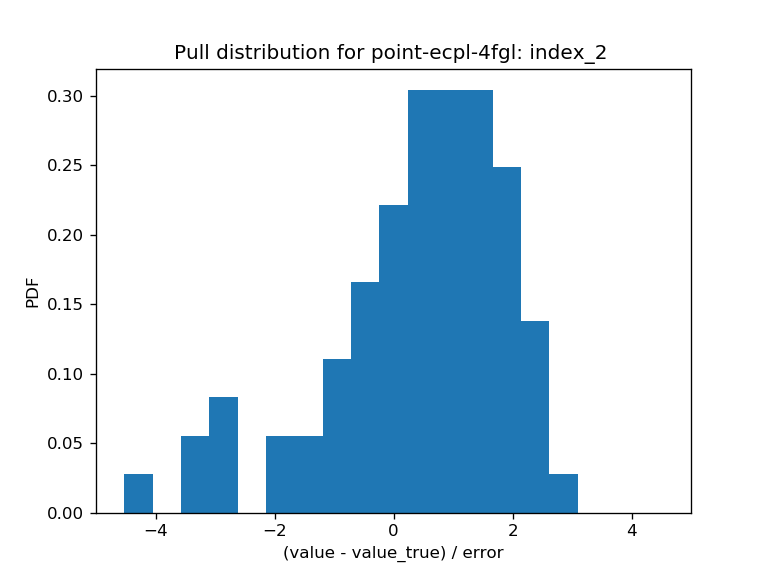 Pull distribution for point-ecpl-4fgl: index_2
0.30
0.25
0.20
0.15
0.10
0.05
0.00
PDF
−4 −2 0 2 4
(value - value_true) / error